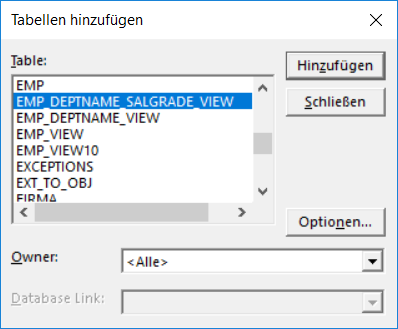 Tabellen hinzufügen
Table:
EMP
EMP_DEPTNAME_SALGRADE_VIEW
EMP_DEPTNAME_VIEW
EMP_VIEW
EMP_VIEW10
EXCEPTIONS
EXT_TO_OBJ
FIRMA
Hinzufügen
Schließen
Optionen...
Owner:
<Alle>
Database Link: